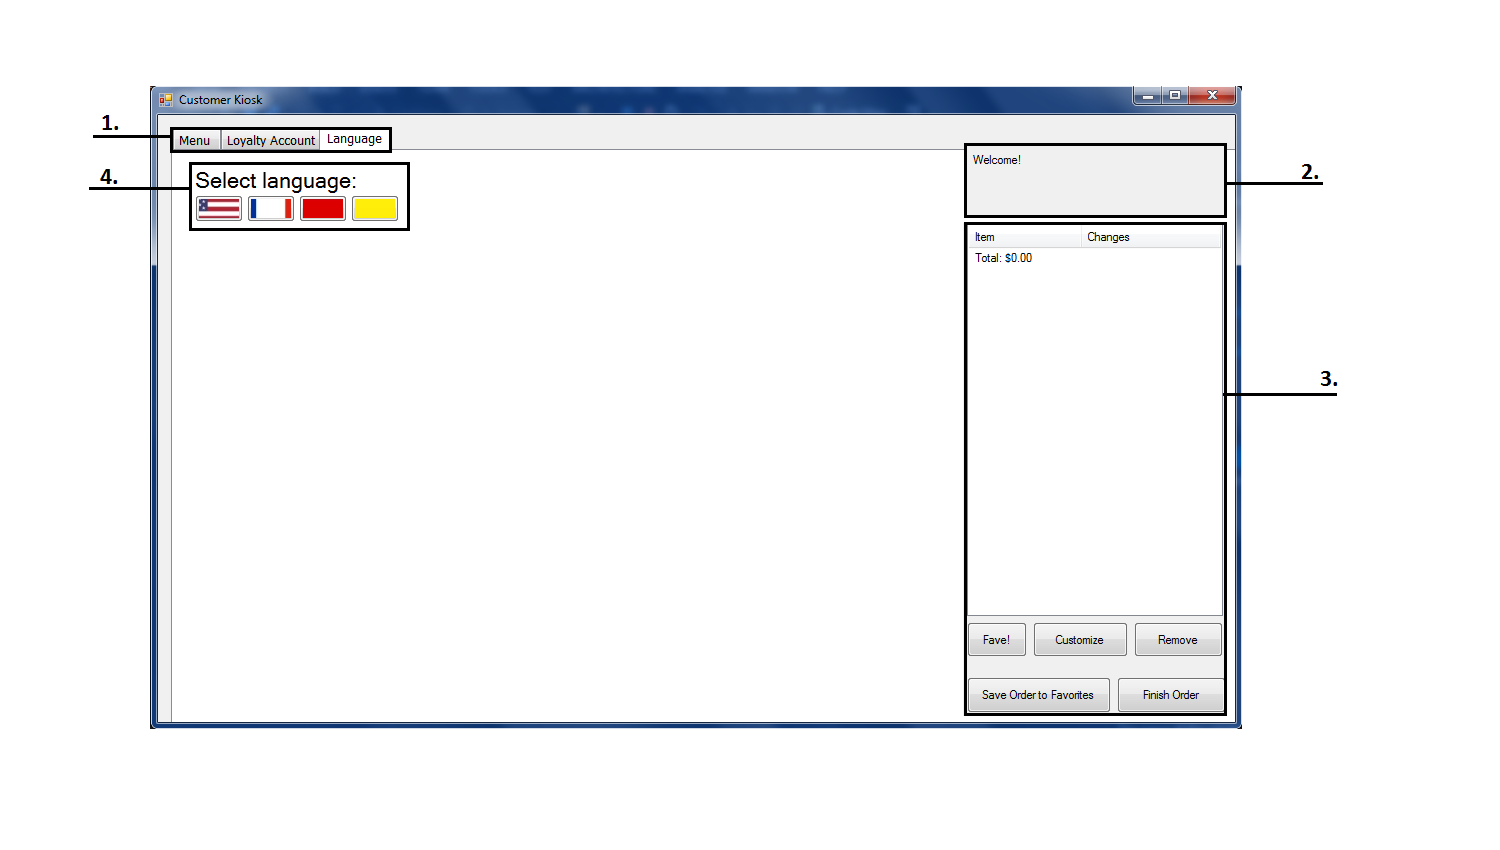 Customer Kiosk
1.
Menu Loyalty Account Language
4.
Select language:
Welcome!
2.
Item Changes
Total: $0.00
3.
Fave! Customize Remove
Save Order to Favorites Finish Order